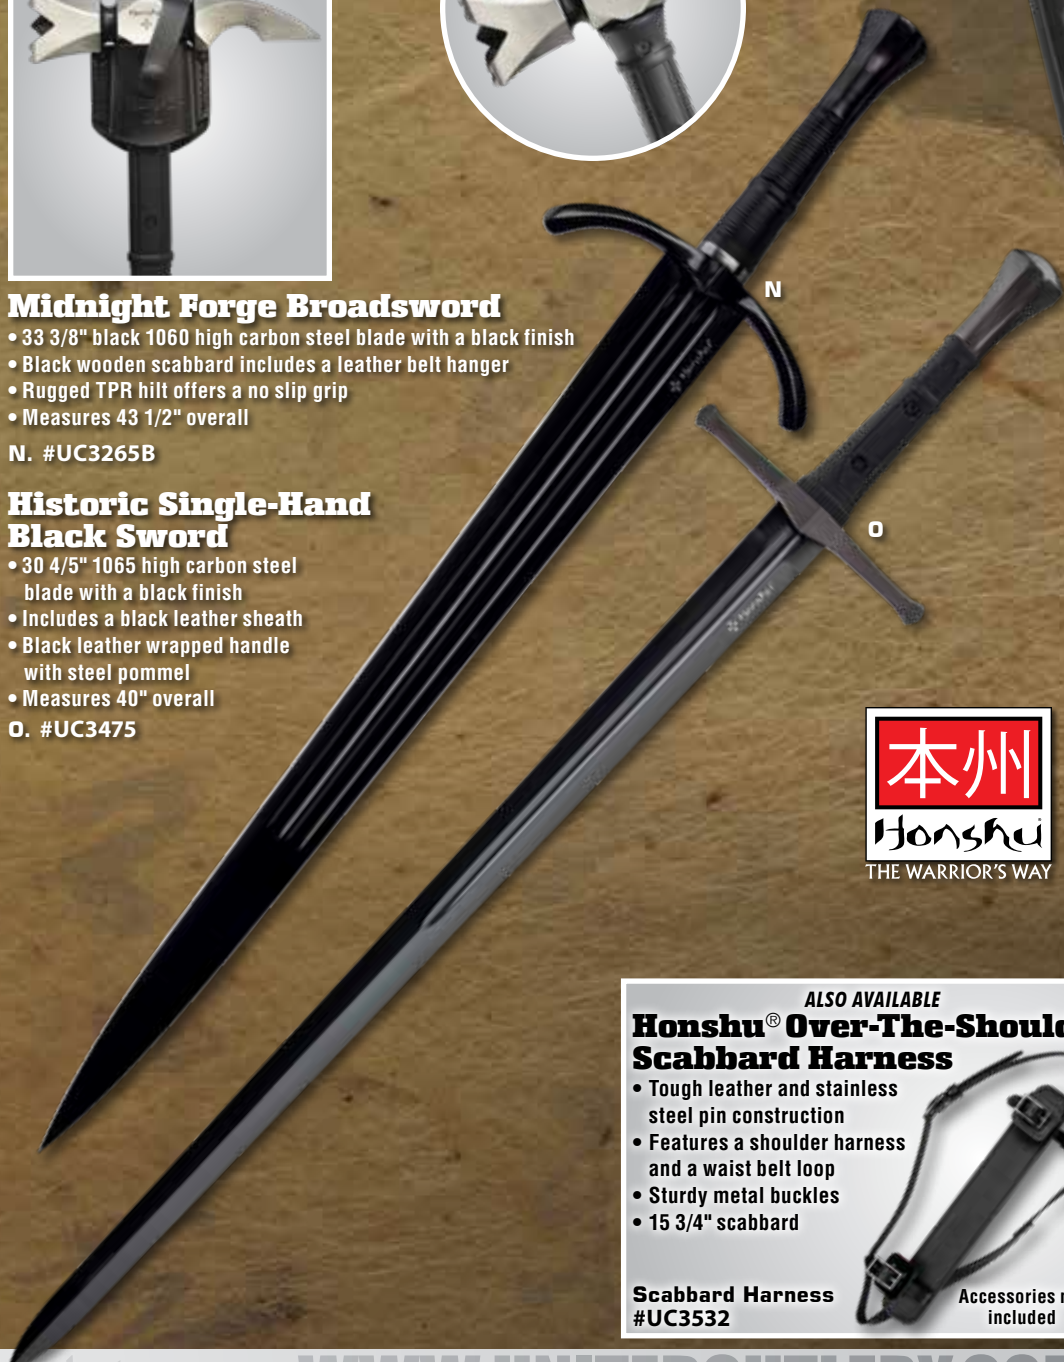 Midnight Forge Broadsword
• 33 3/8" black 1060 high carbon steel blade with a black finish
• Black wooden scabbard includes a leather belt hanger
• Rugged TPR hilt offers a no slip grip
• Measures 43 1/2" overall
N. #UC3265B
N
Historic Single-Hand
Black Sword
• 30 4/5" 1065 high carbon steel
blade with a black finish
• Includes a black leather sheath
• Black leather wrapped handle
with steel pommel
• Measures 40" overall
O. #UC3475
O
Honshu
Honshu
本州
Honshu
THE WARRIOR'S WAY
ALSO AVAILABLE
Honshu® Over-The-Should
Scabbard Harness
• Tough leather and stainless
steel pin construction
• Features a shoulder harness
and a waist belt loop
• Sturdy metal buckles
• 15 3/4" scabbard
Scabbard Harness
#UC3532
Accessories
included